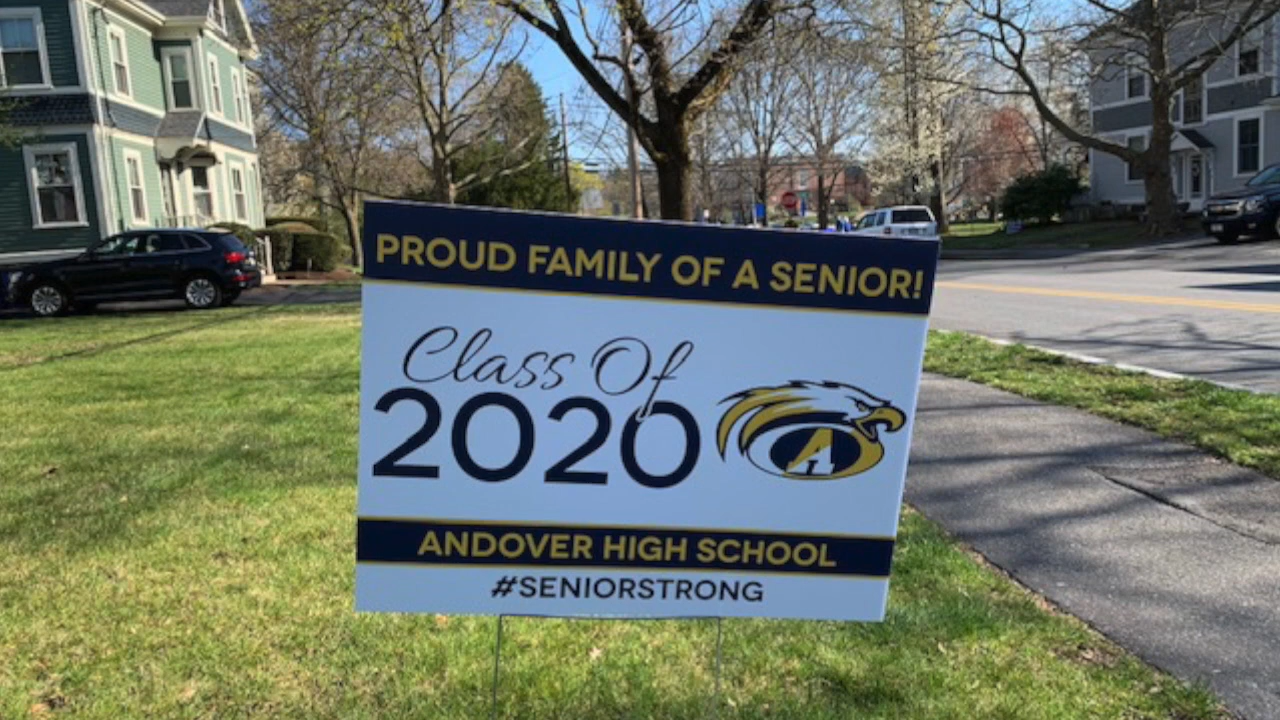 PROUD FAMILY OF A SENIOR!
Class Of
2020
A
ANDOVER HIGH SCHOOL
#SENIORSTRONG